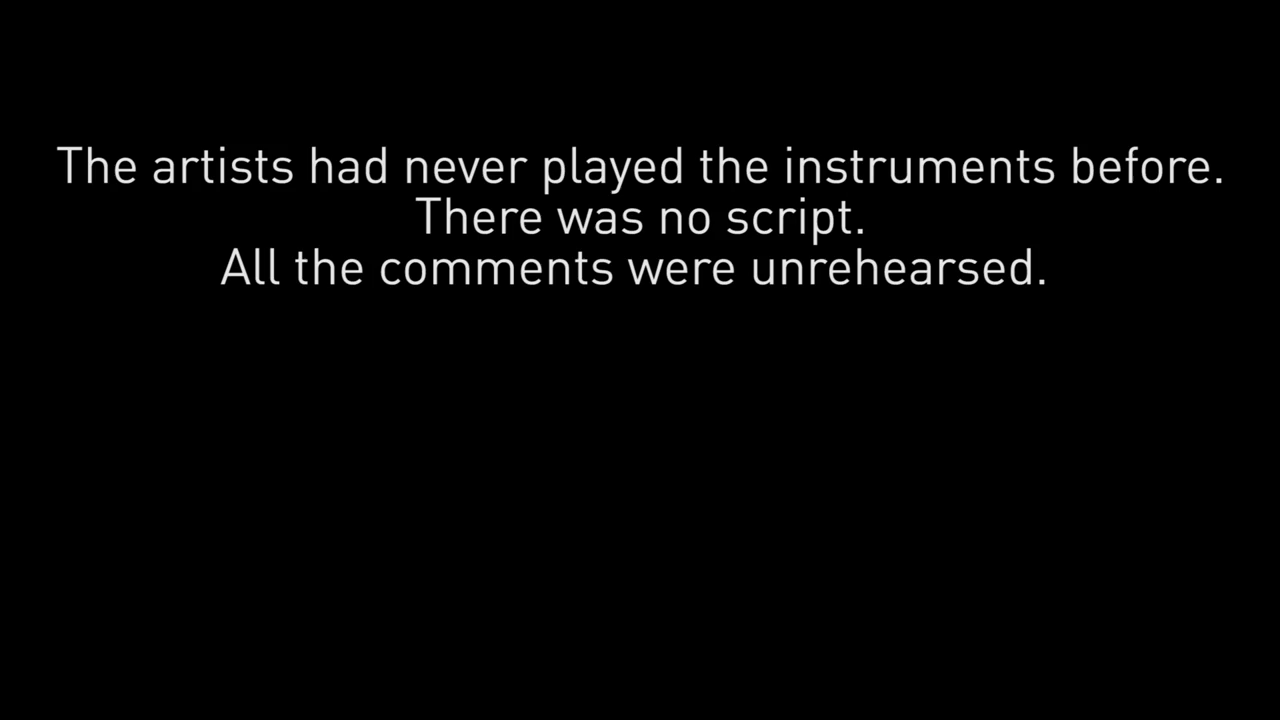 The artists had never played the instruments before.
There was no script.
All the comments were unrehearsed.